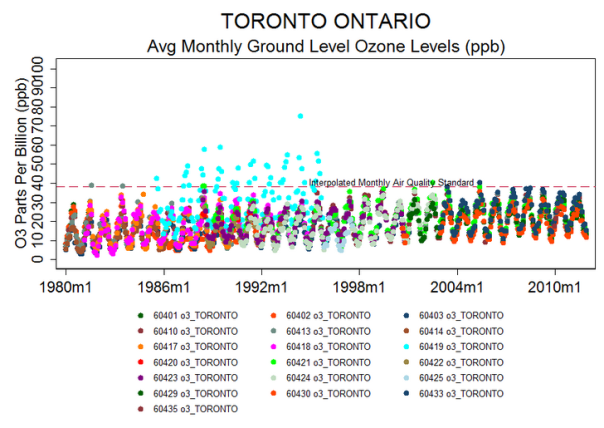 TORONTO ONTARIO
Avg Monthly Ground Level Ozone Levels (ppb)
O3 Parts Per Billion (ppb)
0 10 20 30 40 50 60 70 80 90100
Interpolated Monthly Air Quality Standard
1980m1 1986m1 1992m1 1998m1 2004m1 2010m1
60401 o3_TORONTO 60402 o3_TORONTO 60403 o3_TORONTO
60410 o3_TORONTO 60413 o3_TORONTO 60414 o3_TORONTO
60417 o3_TORONTO 60418 o3_TORONTO 60419 o3_TORONTO
60420 o3_TORONTO 60421 o3_TORONTO 60422 o3_TORONTO
60423 o3_TORONTO 60424 o3_TORONTO 60425 o3_TORONTO
60429 o3_TORONTO 60430 o3_TORONTO 60433 o3_TORONTO
60435 o3_TORONTO